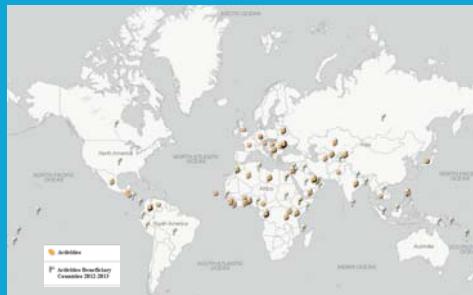 ARCTIC OCEAN
North America
NORTH ATLANTIC
OCEAN
Asia
NORTH PACIFIC
OCEAN
Africa
South America
SOUTH ATLANTIC
OCEAN
INDIAN OCEAN
Australia
Activities
Activities Beneficiary
Countries 2012-2013